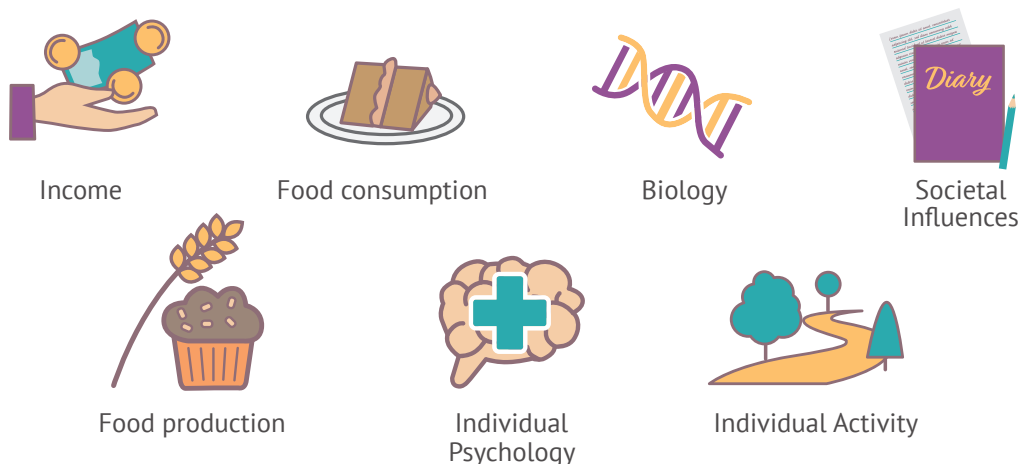 Diary
Income
Food consumption
Biology
Societal
Influences
Food production
Individual
Psychology
Individual Activity